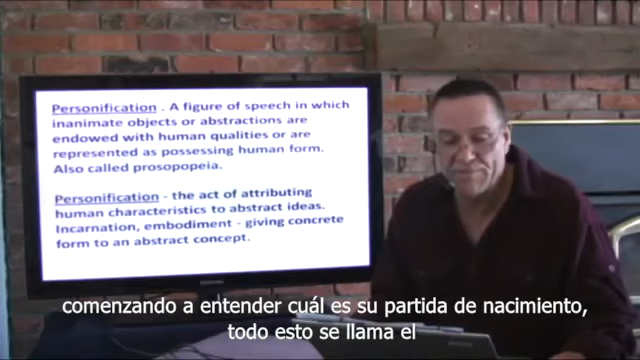 Personification . A figure of speech in which
inanimate objects or abstractions are
endowed with human qualities or are
represented as possessing human form.
Also called prosopopeia.
Personification - the act of attributing
human characteristics to abstract ideas.
Incarnation, embodiment - giving concrete
form to an abstract concept.
comenzando a entender cuál es su partida de nacimiento,
todo esto se llama el